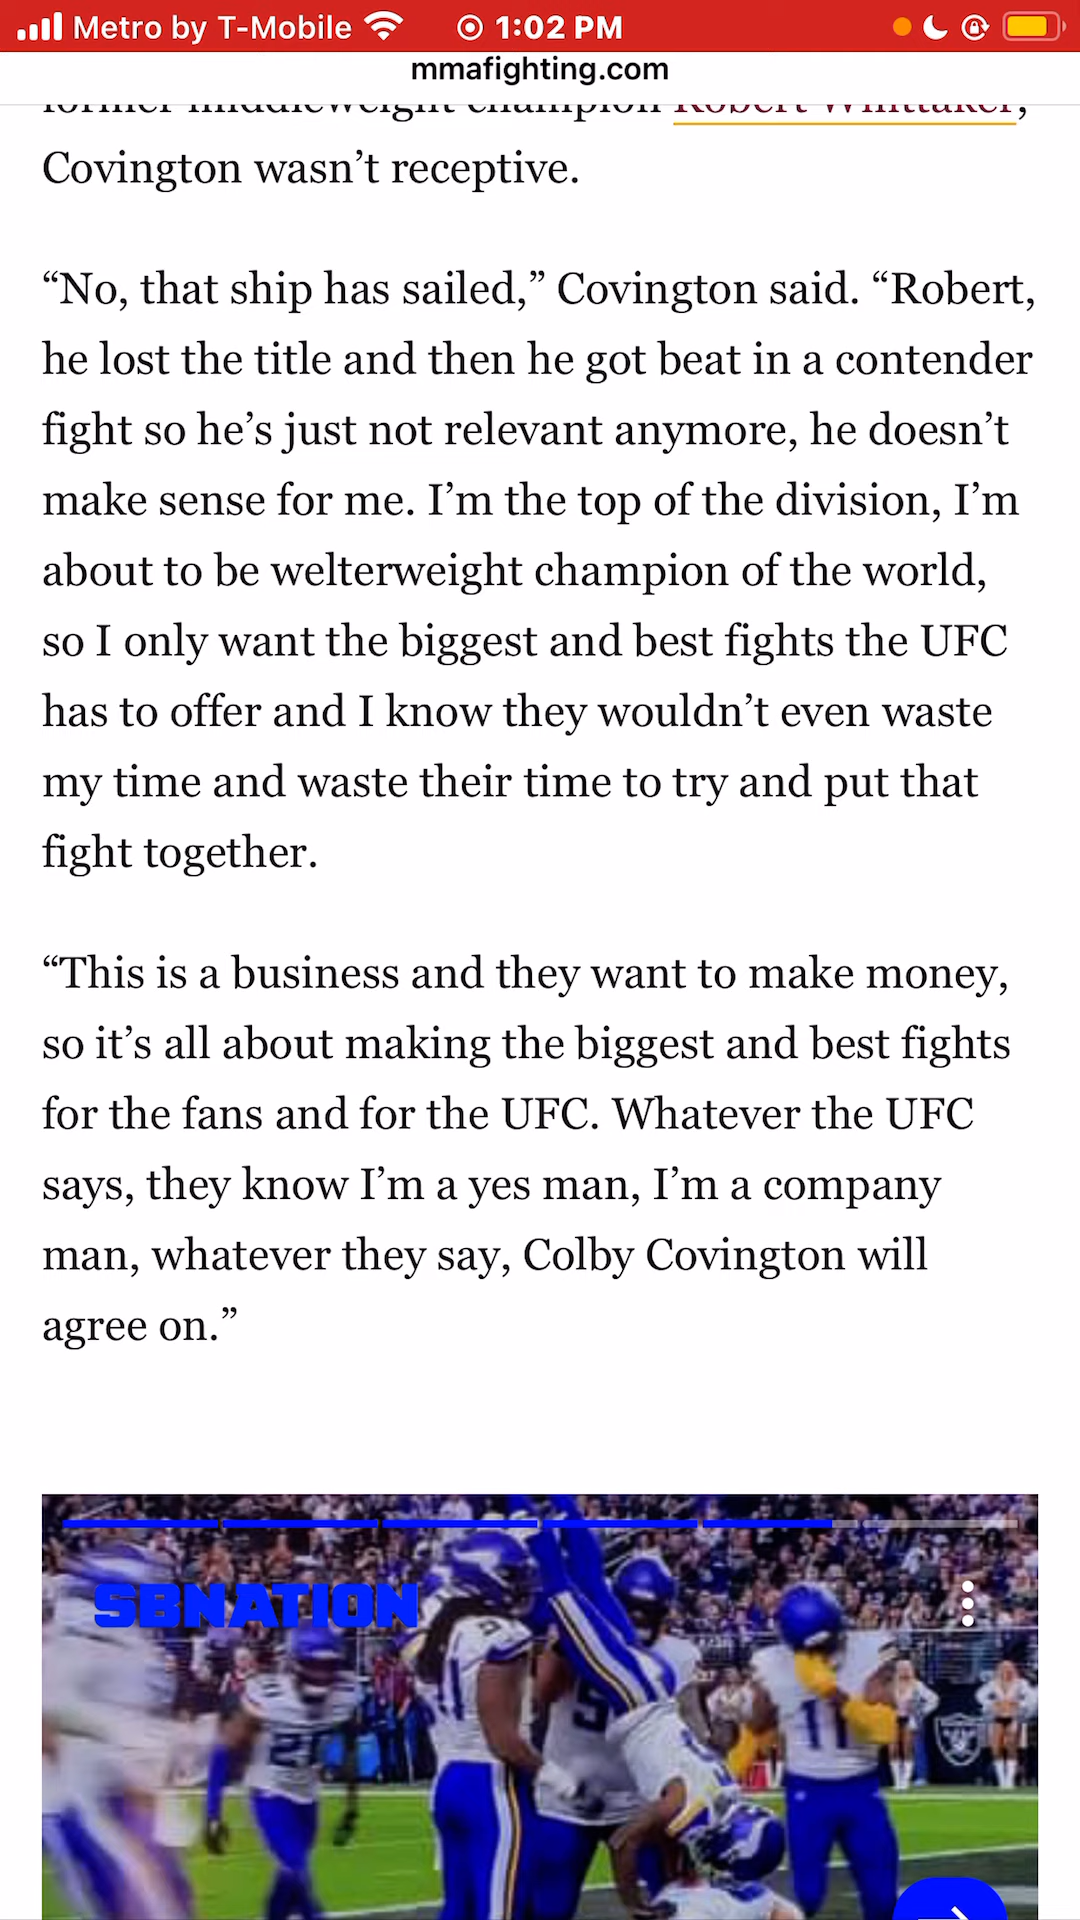 Metro by T-Mobile 1:02 PM
mmafighting.com
former middleweight champion Robert Whittaker,
Covington wasn’t receptive.
“No, that ship has sailed,” Covington said. “Robert,
he lost the title and then he got beat in a contender
fight so he’s just not relevant anymore, he doesn’t
make sense for me. I’m the top of the division, I’m
about to be welterweight champion of the world,
so I only want the biggest and best fights the UFC
has to offer and I know they wouldn’t even waste
my time and waste their time to try and put that
fight together.
“This is a business and they want to make money,
so it’s all about making the biggest and best fights
for the fans and for the UFC. Whatever the UFC
says, they know I’m a yes man, I’m a company
man, whatever they say, Colby Covington will
agree on.”
SBNATION